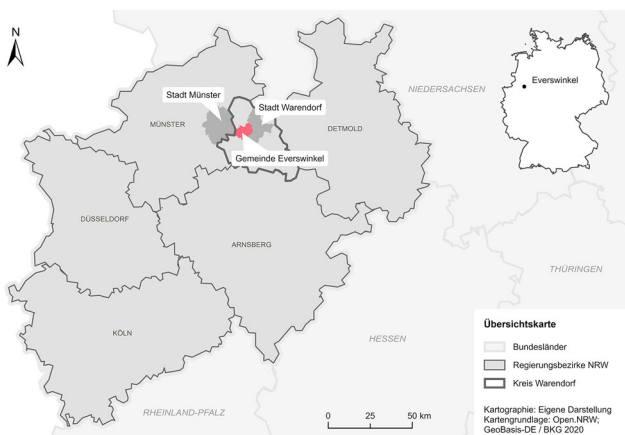 N
Stadt Münster
Stadt Warendorf
MÜNSTER
DETMOLD
NIEDERSACHSEN
Everswinkel
Gemeinde Everswinkel
DÜSSELDORF
ARNSBERG
THÜRINGEN
KÖLN
HESSEN
RHEINLAND-PFALZ
0 25 50 km
Übersichtskarte
Bundesländer
Regierungsbezirke NRW
Kreis Warendorf
Kartographie: Eigene Darstellung
Kartengrundlage: Open.NRW;
GeoBasis-DE / BKG 2020